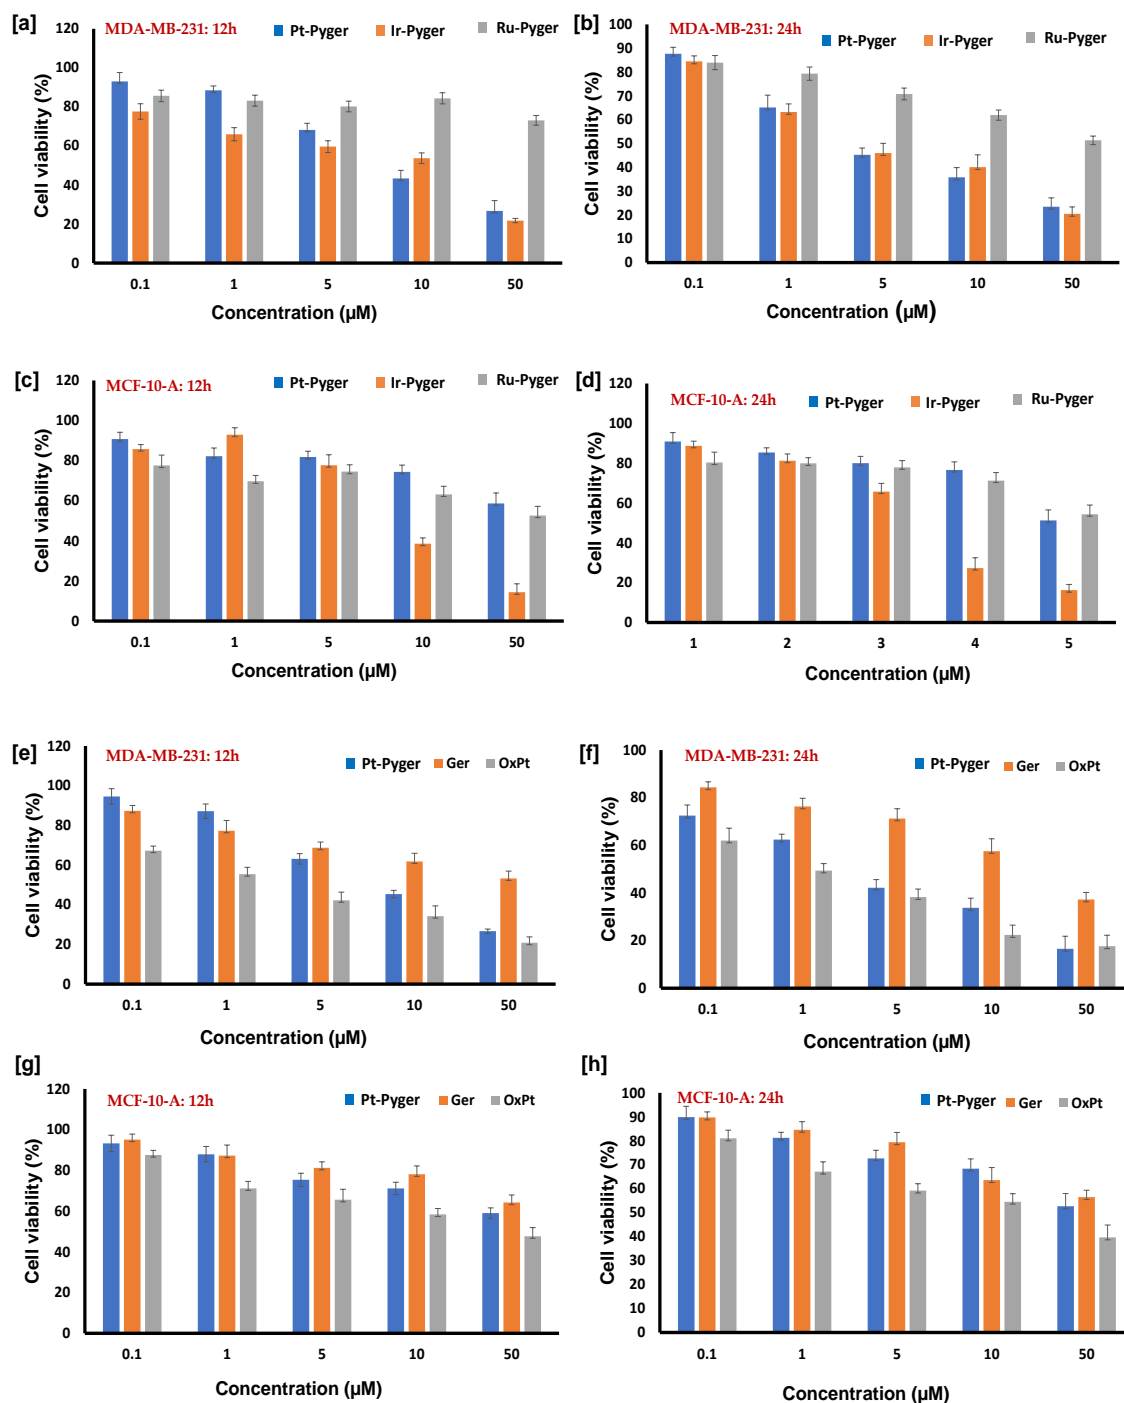 [a]
MDA-MB-231: 12h
Pt-Pyger Ir-Pyger Ru-Pyger
Cell viability (%)
120
100
80
60
40
20
0
0.1 1 5 10 50
Concentration (µM)
[b]
MDA-MB-231: 24h
Pt-Pyger Ir-Pyger Ru-Pyger
Cell viability (%)
100
90
80
70
60
50
40
30
20
10
0
0.1 1 5 10 50
Concentration (µM)
[c]
MCF-10-A: 12h
Pt-Pyger Ir-Pyger Ru-Pyger
Cell viability (%)
120
100
80
60
40
20
0
0.1 1 5 10 50
Concentration (µM)
[d]
MCF-10-A: 24h
Pt-Pyger Ir-Pyger Ru-Pyger
Cell viability (%)
120
100
80
60
40
20
0
1 2 3 4 5
Concentration (µM)
[e]
MDA-MB-231: 12h
Pt-Pyger Ger OxPt
Cell viability (%)
120
100
80
60
40
20
0
0.1 1 5 10 50
Concentration (µM)
[f]
MDA-MB-231: 24h
Pt-Pyger Ger OxPt
Cell viability (%)
100
80
60
40
20
0
0.1 1 5 10 50
Concentration (µM)
[g]
MCF-10-A: 12h
Pt-Pyger Ger OxPt
Cell viability (%)
120
100
80
60
40
20
0
0.1 1 5 10 50
Concentration (µM)
[h]
MCF-10-A: 24h
Pt-Pyger Ger OxPt
Cell viability (%)
100
90
80
70
60
50
40
30
20
10
0
0.1 1 5 10 50
Concentration (µM)